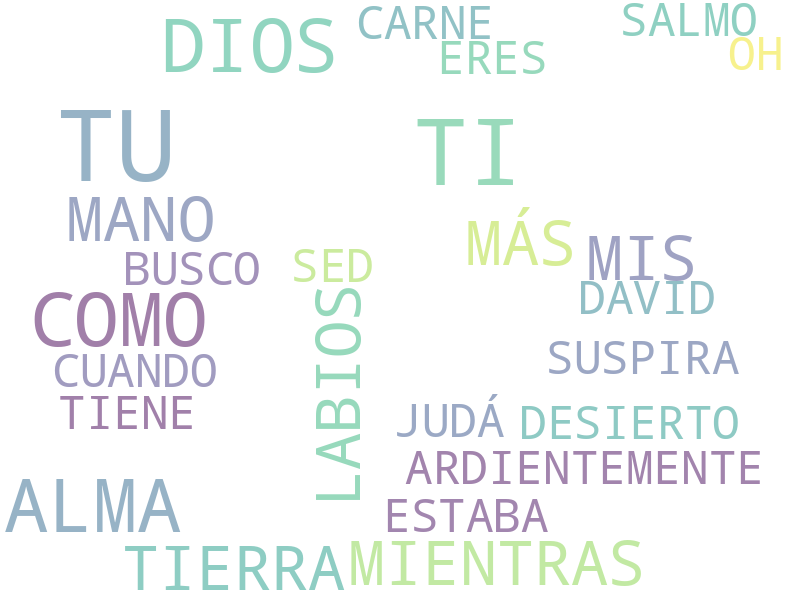 DIOS
CARNE
SALMO
ERES
OH
TU
TI
MANO
MÁS
MIS
BUSCO
SED
DAVID
COMO
LABIOS
CUANDO
SUSPIRA
TIENE
JUDÁ
DESIERTO
ARDIENTEMENTE
ALMA
ESTABA
TIERRA
MIENTRAS